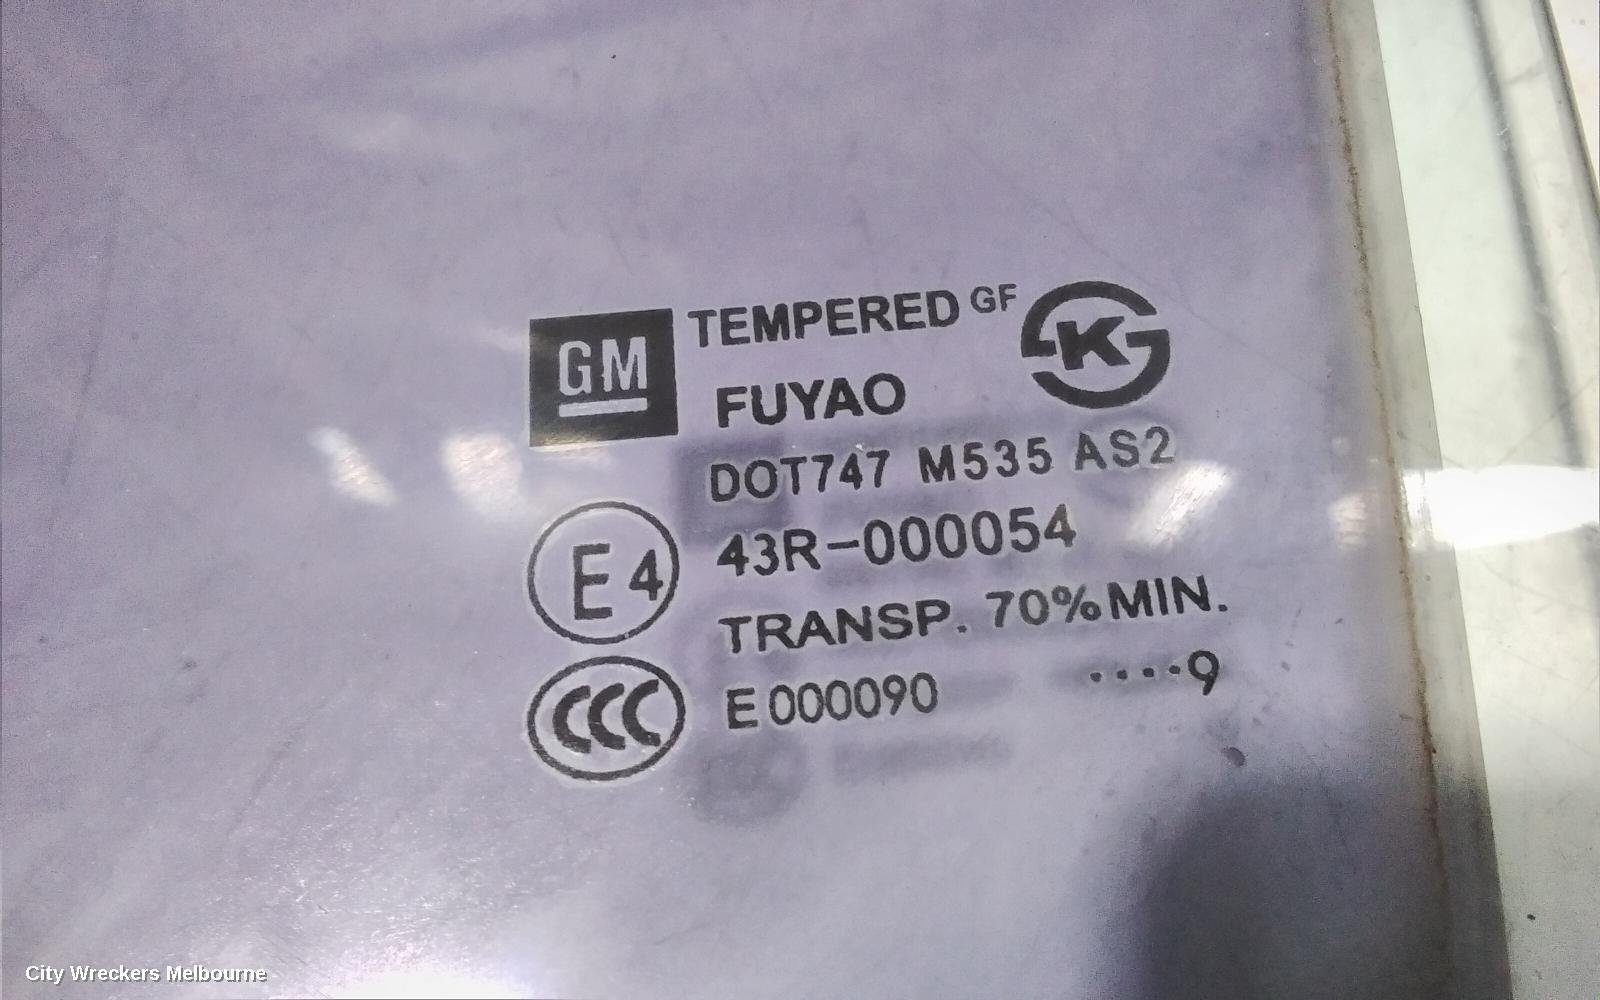 GM
TEMPERED GF
FUYAO
DOT747 M535 AS2
E4 43R-000054
TRANSP. 70% MIN.
CCC E000090 ....9
K
City Wreckers Melbourne